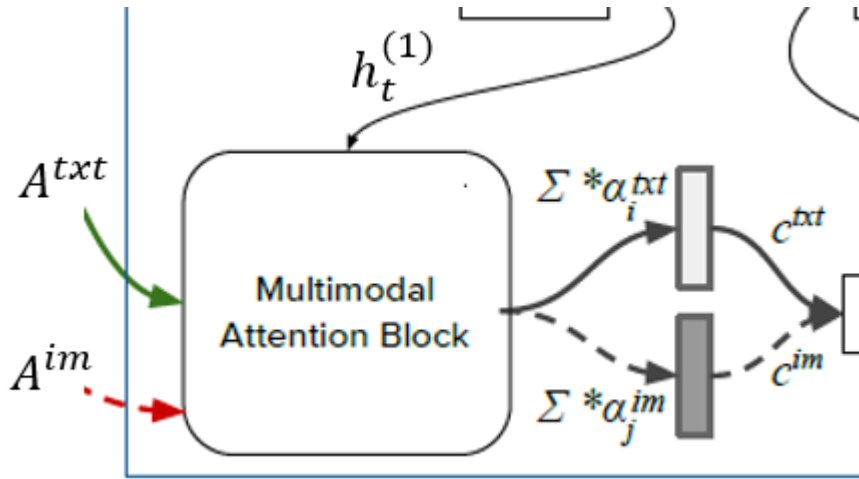 h_t^{(1)}
A^{txt}
Σ *α_i^{txt}
c^{txt}
Multimodal
Attention Block
A^{im}
c^{im}
Σ *α_j^{im}